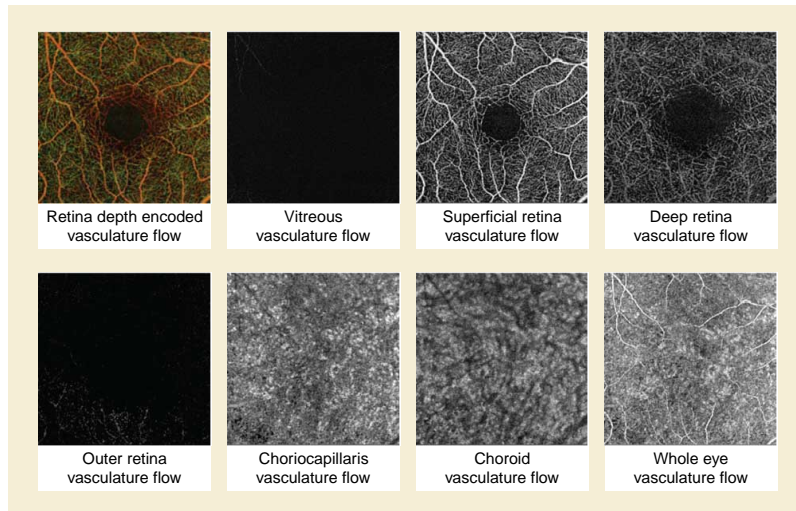 Retina depth encoded
vasculature flow
Vitreous
vasculature flow
Superficial retina
vasculature flow
Deep retina
vasculature flow
Outer retina
vasculature flow
Choriocapillaris
vasculature flow
Choroid
vasculature flow
Whole eye
vasculature flow